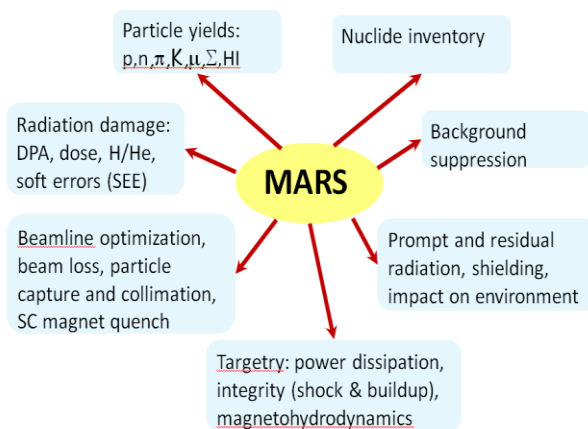 Particle yields:
p,n,π,K,μ,Σ,HI
Nuclide inventory
Radiation damage:
DPA, dose, H/He,
soft errors (SEE)
Background
suppression
MARS
Beamline optimization,
beam loss, particle
capture and collimation,
SC magnet quench
Prompt and residual
radiation, shielding,
impact on environment
Targetry: power dissipation,
integrity (shock & buildup),
magnetohydrodynamics